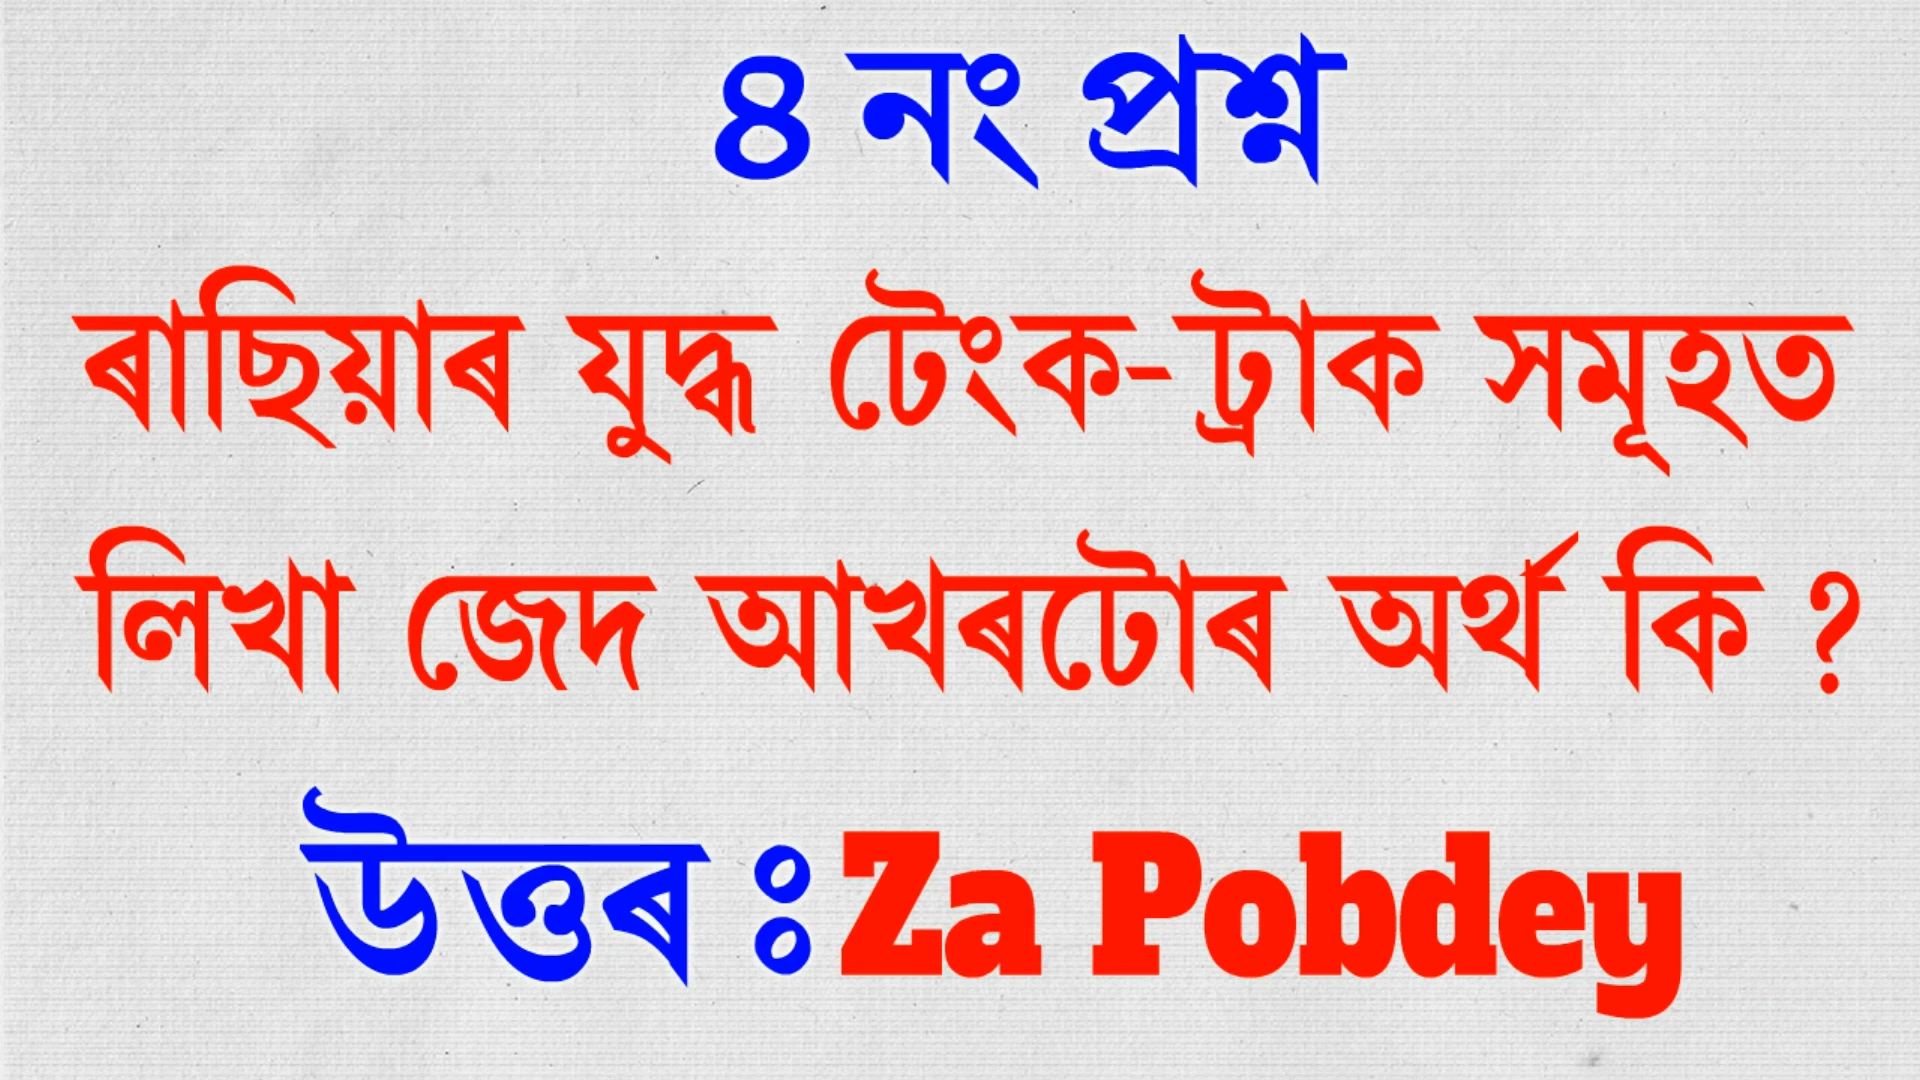 ৪ নং প্ৰশ্ন
ৰাছিয়াৰ যুদ্ধ টেংক-ট্ৰাক সমূহত
লিখা জেদ আখৰটোৰ অৰ্থ কি ?
উত্তৰ ঃ Za Pobdey